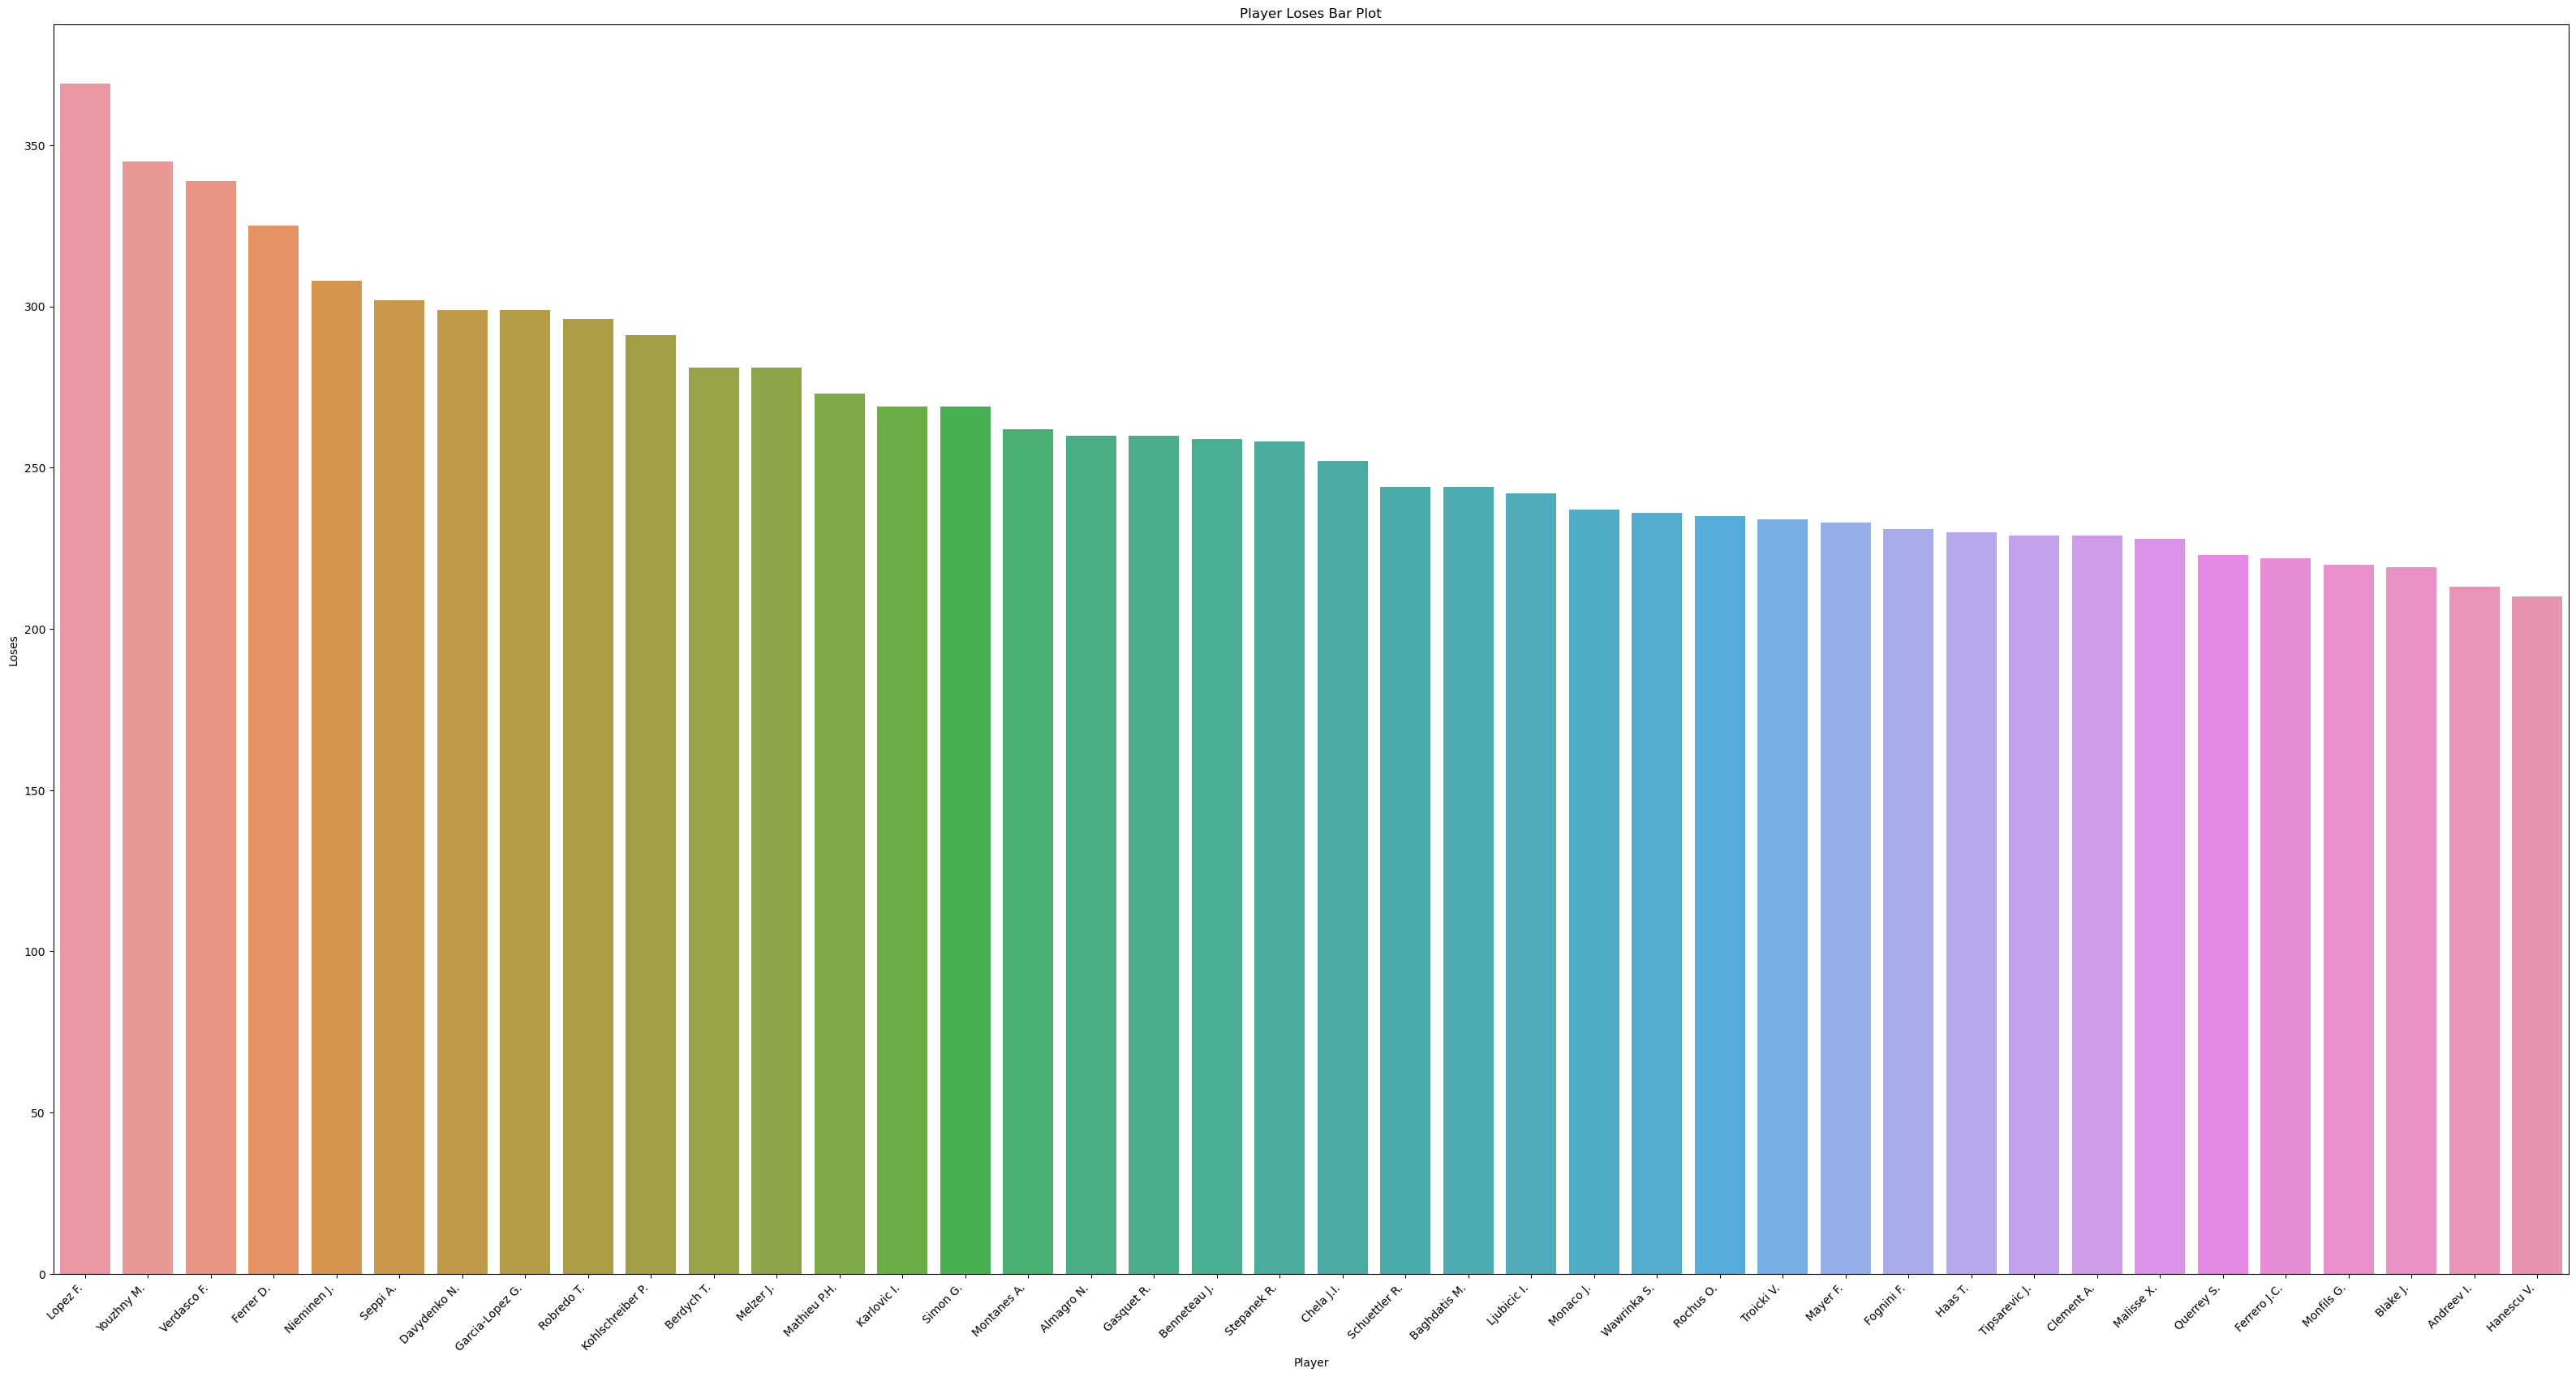 Player Loses Bar Plot
Loses
350
300
250
200
150
100
50
0
Lopez F.
Youzhny M.
Verdasco F.
Ferrer D.
Nieminen J.
Seppi A.
Davydenko N.
Garcia-Lopez G.
Robredo T.
Kohlschreiber P.
Berdych T.
Melzer J.
Mathieu P.H.
Karlovic I.
Simon G.
Montanes A.
Almagro N.
Gasquet R.
Benneteau J.
Stepanek R.
Chela J.I.
Schuettler R.
Baghdatis M.
Ljubicic I.
Monaco J.
Wawrinka S.
Rochus O.
Troicki V.
Mayer F.
Fognini F.
Haas T.
Tipsarevic J.
Clement A.
Malisse X.
Querrey S.
Ferrero J.C.
Monfils G.
Blake J.
Andreev I.
Hanescu V.
Player